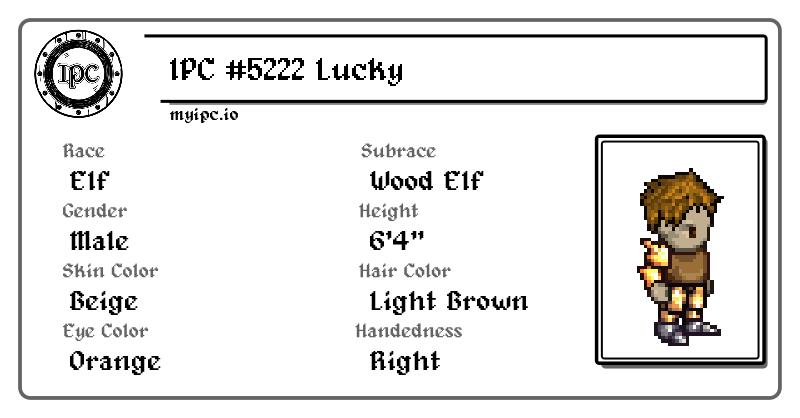 IPC
IPC #5222 Lucky
myipc.io
Race
Elf
Subrace
Wood Elf
Gender
Male
Height
6'4"
Skin Color
Beige
Hair Color
Light Brown
Eye Color
Orange
Handedness
Right